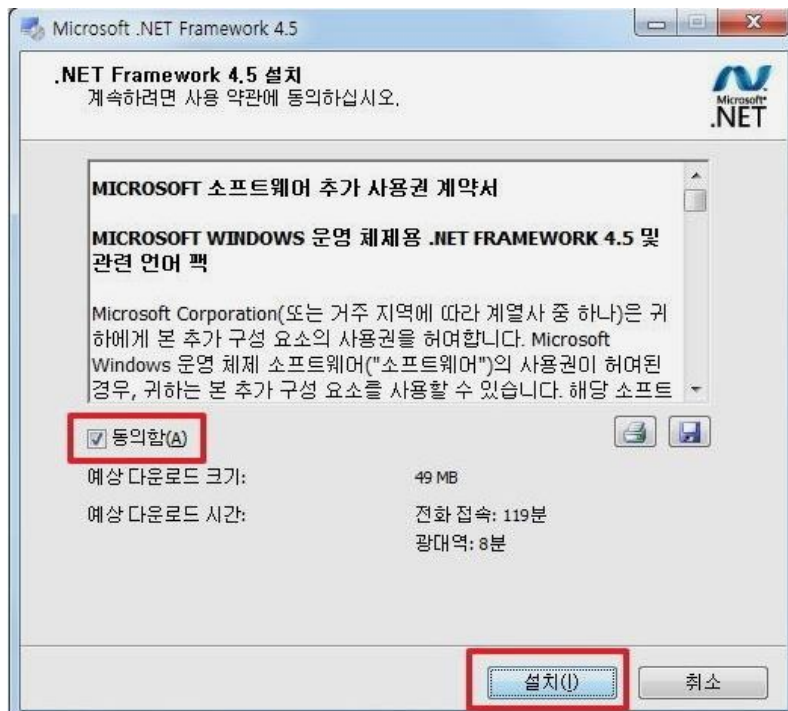 Microsoft .NET Framework 4.5
.NET Framework 4.5 설치
계속하려면 사용 약관에 동의하십시오.
Microsoft®
.NET
MICROSOFT 소프트웨어 추가 사용권 계약서
MICROSOFT WINDOWS 운영 체제용 .NET FRAMEWORK 4.5 및
관련 언어 팩
Microsoft Corporation(또는 거주 지역에 따라 계열사 중 하나)은 귀
하에게 본 추가 구성 요소의 사용권을 허여합니다. Microsoft
Windows 운영 체제 소프트웨어("소프트웨어")의 사용권이 허여된
경우, 귀하는 본 추가 구성 요소를 사용할 수 있습니다. 해당 소프트
동의함(A)
예상 다운로드 크기: 49 MB
예상 다운로드 시간: 전화 접속: 119분
광대역: 8분
설치(I)
취소